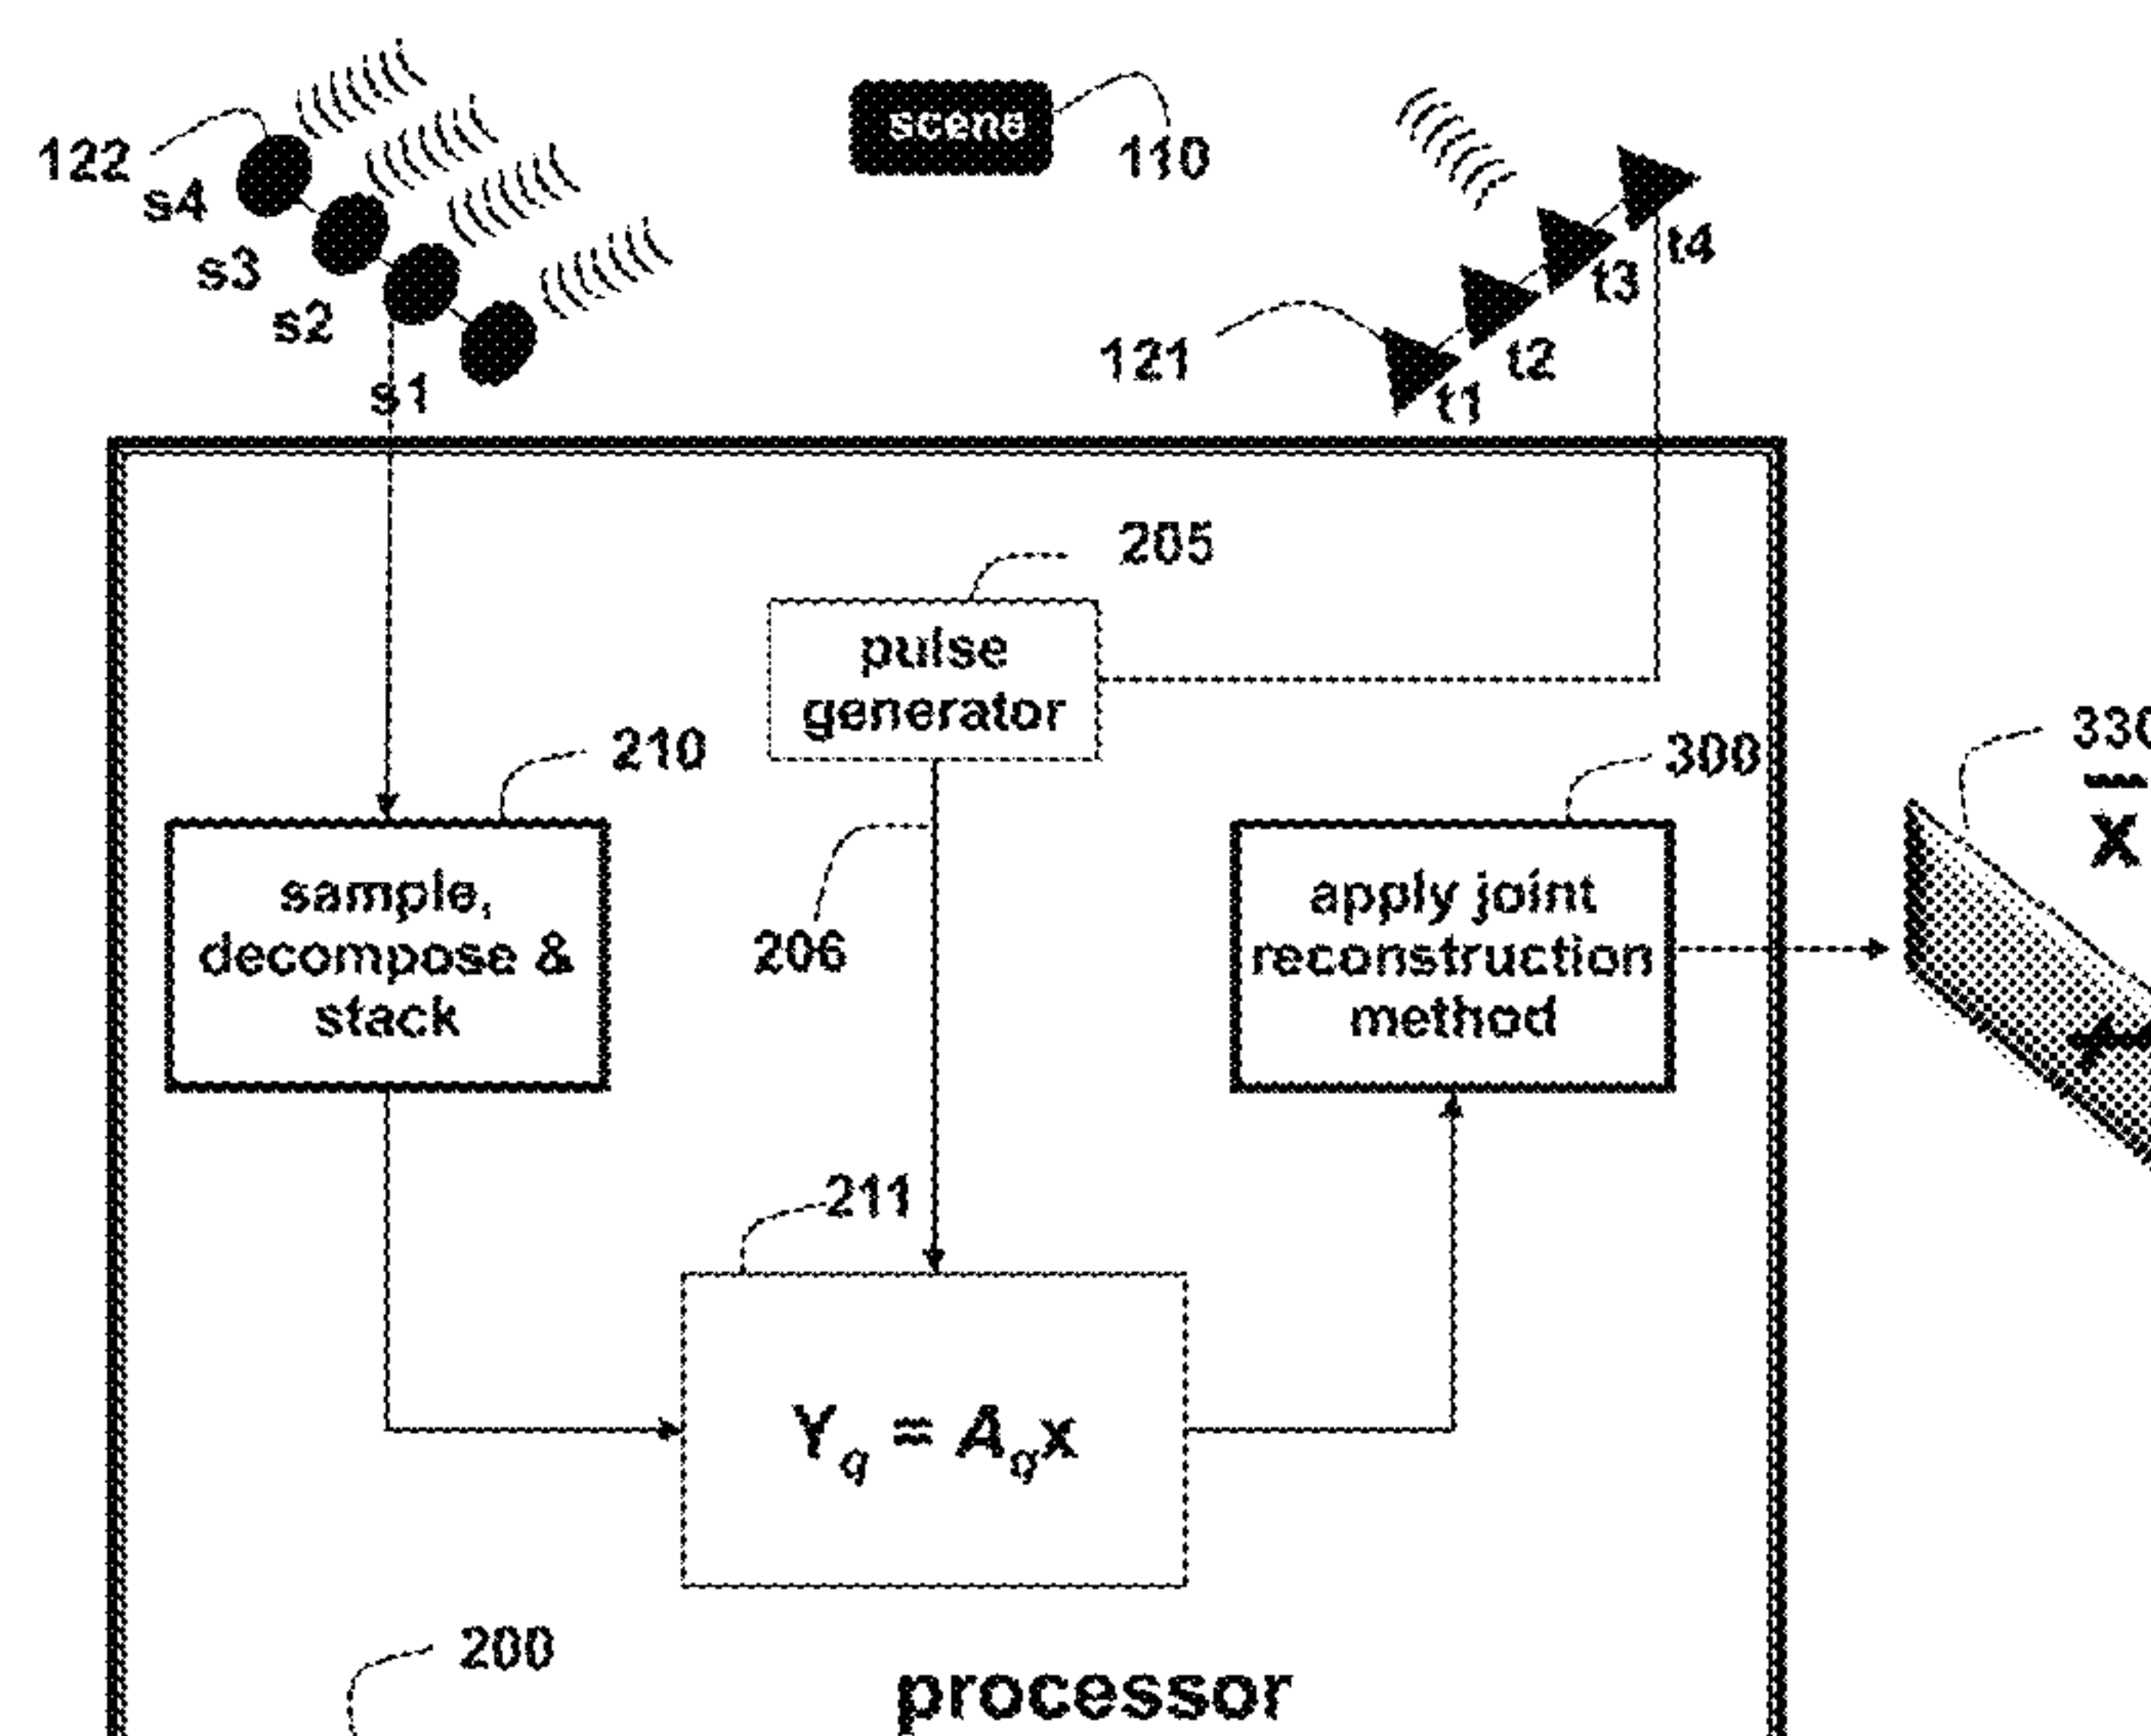 122
s4
s3
s2
s1
scene
110
121
t1
t2
t3
t4
205
pulse
generator
210
300
sample,
decompose &
stack
206
apply joint
reconstruction
method
211
Y_q = A_q x
200
processor
x̄